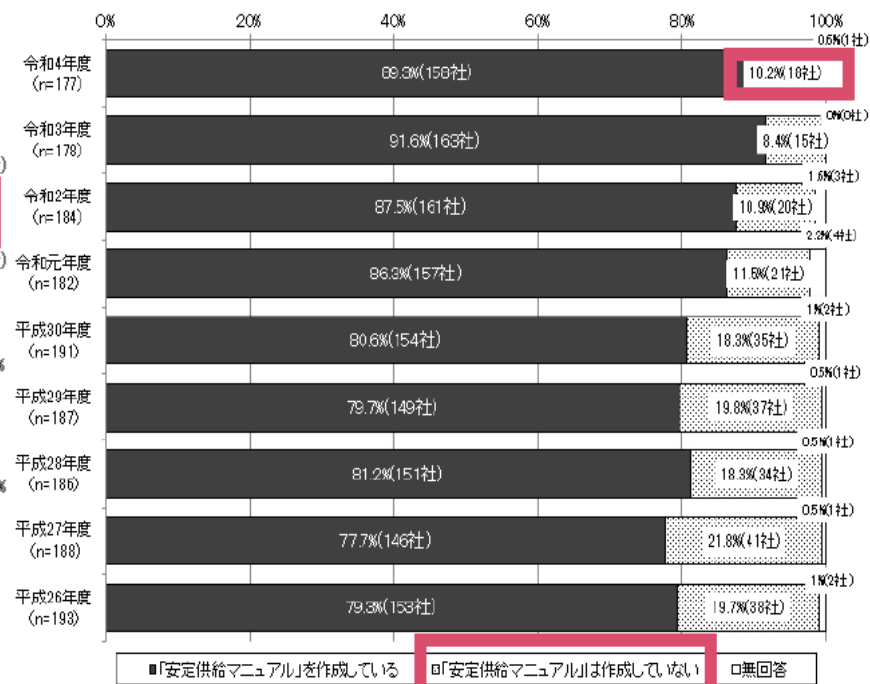 0% 20% 40% 60% 80% 100%
0.6%(1社)
令和4年度 89.3%(158社) 10.2%(18社)
(n=177)
0%(0社)
令和3年度 91.6%(163社) 8.4%(15社)
(n=178)
1.6%(3社)
令和2年度 87.5%(161社) 10.9%(20社)
(n=184)
2.2%(4社)
令和元年度 86.3%(157社) 11.5%(21社)
(n=182)
1%(2社)
平成30年度 80.6%(154社) 18.3%(35社)
(n=191)
0.5%(1社)
平成29年度 79.7%(149社) 19.8%(37社)
(n=187)
0.5%(1社)
平成28年度 81.2%(151社) 18.3%(34社)
(n=186)
0.5%(1社)
平成27年度 77.7%(146社) 21.8%(41社)
(n=188)
1%(2社)
平成26年度 79.3%(153社) 19.7%(38社)
(n=193)
「安定供給マニュアル」を作成している 「安定供給マニュアル」は作成していない 無回答